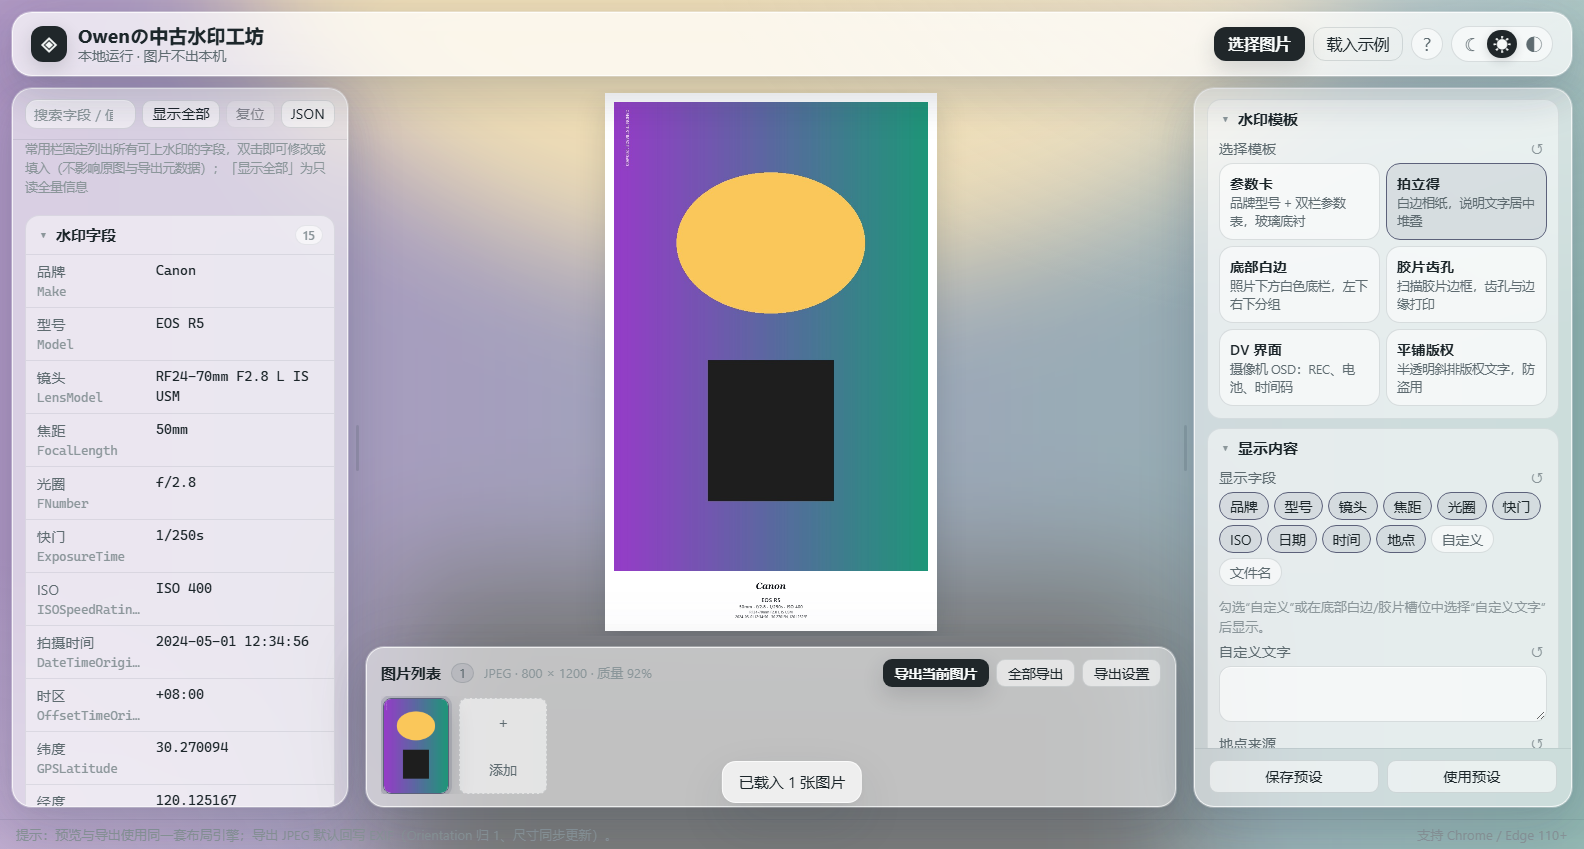 Owenの中古水印工坊
本地运行 · 图片不出本机
选择图片
载入示例
?
搜索字段 / 值
显示全部
复位
JSON
常用栏固定列出所有可上水印的字段，双击即可修改或
填入（不影响原图与导出元数据）；「显示全部」为只
读全量信息
水印字段
15
品牌
Make
Canon
型号
Model
EOS R5
镜头
LensModel
RF24-70mm F2.8 L IS
USM
焦距
FocalLength
50mm
光圈
FNumber
f/2.8
快门
ExposureTime
1/250s
ISO
ISOSpeedRatin…
ISO 400
拍摄时间
DateTimeOrigi…
2024-05-01 12:34:56
时区
OffsetTimeOri…
+08:00
纬度
GPSLatitude
30.270094
经度
120.125167
Canon
EOS R5
50mm · f/2.8 · 1/250s · ISO 400
图片列表
1
JPEG · 800 × 1200 · 质量 92%
导出当前图片
全部导出
导出设置
+
添加
已载入 1 张图片
水印模板
选择模板
参数卡
品牌型号 + 双栏参数
表，玻璃底衬
拍立得
白边相纸，说明文字居中
堆叠
底部白边
照片下方白色底栏，左下
右下分组
胶片齿孔
扫描胶片边框，齿孔与边
缘打印
DV 界面
摄像机 OSD：REC、电
池、时间码
平铺版权
半透明斜排版权文字，防
盗用
显示内容
显示字段
品牌
型号
镜头
焦距
光圈
快门
ISO
日期
时间
地点
自定义
文件名
勾选“自定义”或在底部白边/胶片槽位中选择“自定义文字”
后显示。
自定义文字
地点来源
保存预设
使用预设
提示：预览与导出使用同一套布局引擎；导出 JPEG 默认回写 Orientation 归 1，尺寸同步更新）。
支持 Chrome / Edge 110+